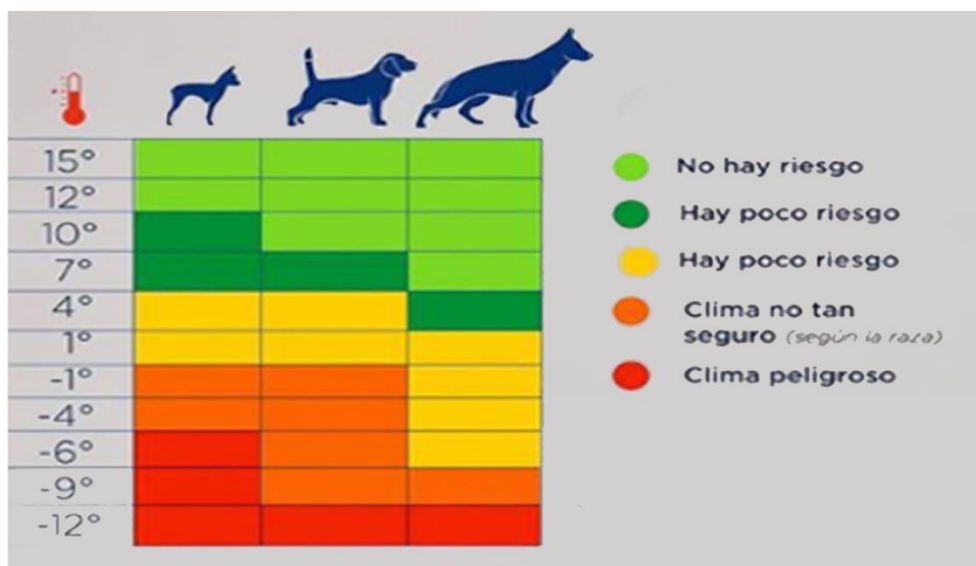 15°
12°
10°
7°
4°
1°
-1°
-4°
-6°
-9°
-12°
No hay riesgo
Hay poco riesgo
Hay poco riesgo
Clima no tan
seguro (según la raza)
Clima peligroso